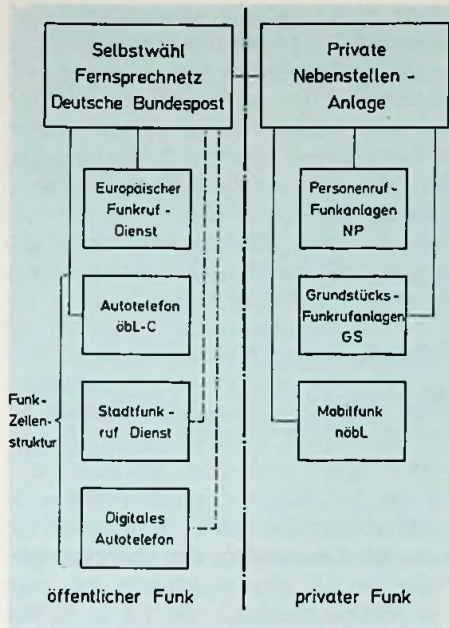 Selbstwähl
Fernsprechnetz
Deutsche Bundespost
Private
Nebenstellen -
Anlage
Europäischer
Funkruf -
Dienst
Personenruf-
Funkanlagen
NP
Autotelefon
öbL-C
Grundstücks-
Funkrufanlagen
GS
Funk-
Zellen-
struktur
Stadtfunk -
ruf Dienst
Mobilfunk
nöbL
Digitales
Autotelefon
öffentlicher Funk
privater Funk